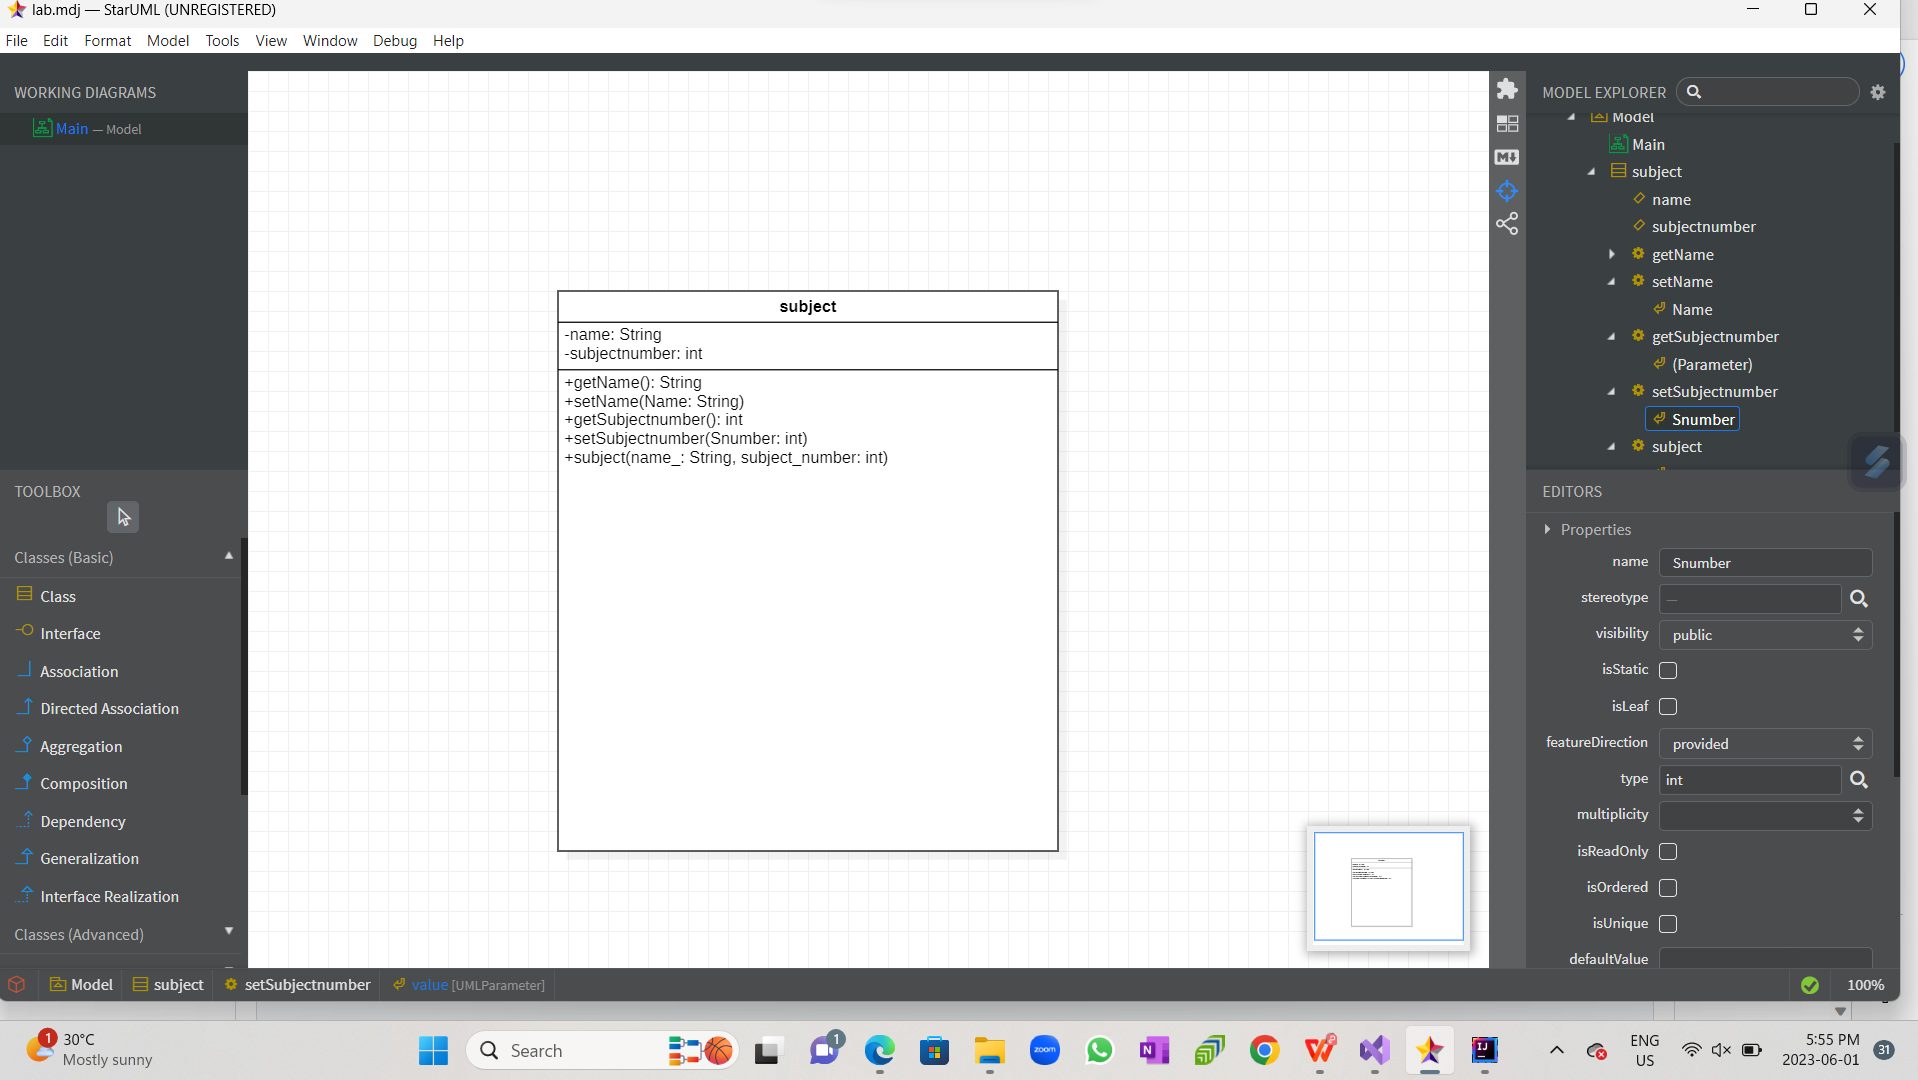 lab.mdj — StarUML (UNREGISTERED)
File Edit Format Model Tools View Window Debug Help
WORKING DIAGRAMS
Main — Model
TOOLBOX
Classes (Basic)
Class
Interface
Association
Directed Association
Aggregation
Composition
Dependency
Generalization
Interface Realization
Classes (Advanced)
subject
-name: String
-subjectnumber: int
+getName(): String
+setName(Name: String)
+getSubjectnumber(): int
+setSubjectnumber(Snumber: int)
+subject(name_: String, subject_number: int)
MODEL EXPLORER
Model
Main
subject
name
subjectnumber
getName
setName
Name
getSubjectnumber
(Parameter)
setSubjectnumber
Snumber
subject
EDITORS
Properties
name Snumber
stereotype —
visibility public
isStatic
isLeaf
featureDirection provided
type int
multiplicity
isReadOnly
isOrdered
isUnique
defaultValue
Model subject setSubjectnumber value [UMLParameter] 100%
1 30°C
Mostly sunny
Search
1
zoom
ENG
US
5:55 PM
2023-06-01
31